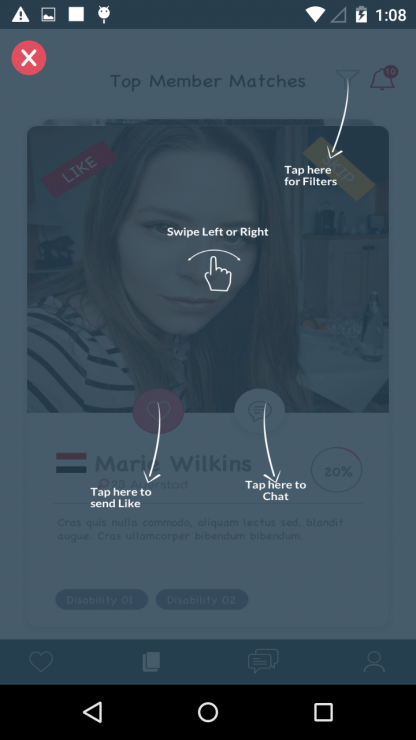 1:08
Top Member Matches
10
LIKE
Tap here
for Filters
Swipe Left or Right
Marie Wilkins
20%
Tap here to
send Like
Tap here to
Chat
Cras quis nulla commodo, aliquam lectus sed, blandit
augue. Cras ullamcorper bibendum bibendum.
Disability 01
Disability 02